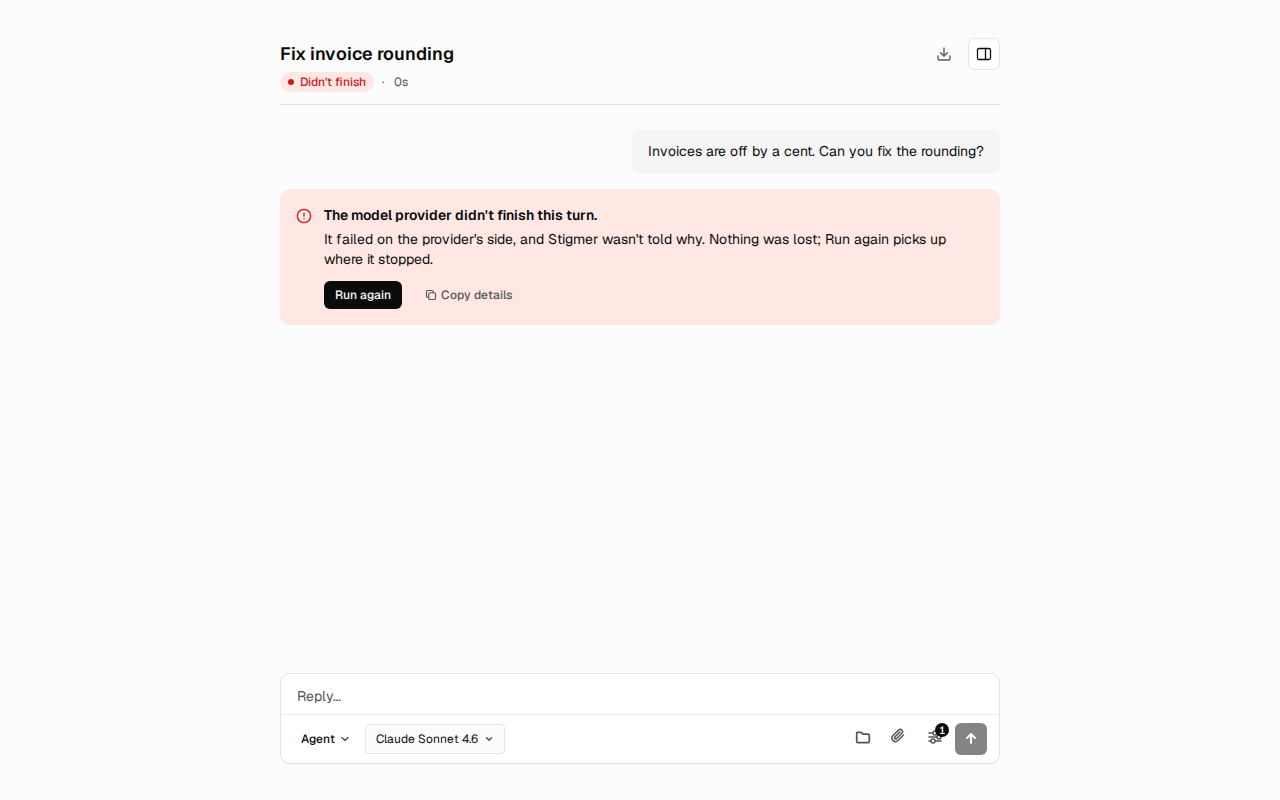 Fix invoice rounding
Didn't finish · 0s
Invoices are off by a cent. Can you fix the rounding?
The model provider didn't finish this turn.
It failed on the provider's side, and Stigmer wasn't told why. Nothing was lost; Run again picks up
where it stopped.
Run again Copy details
Reply...
Agent Claude Sonnet 4.6 1